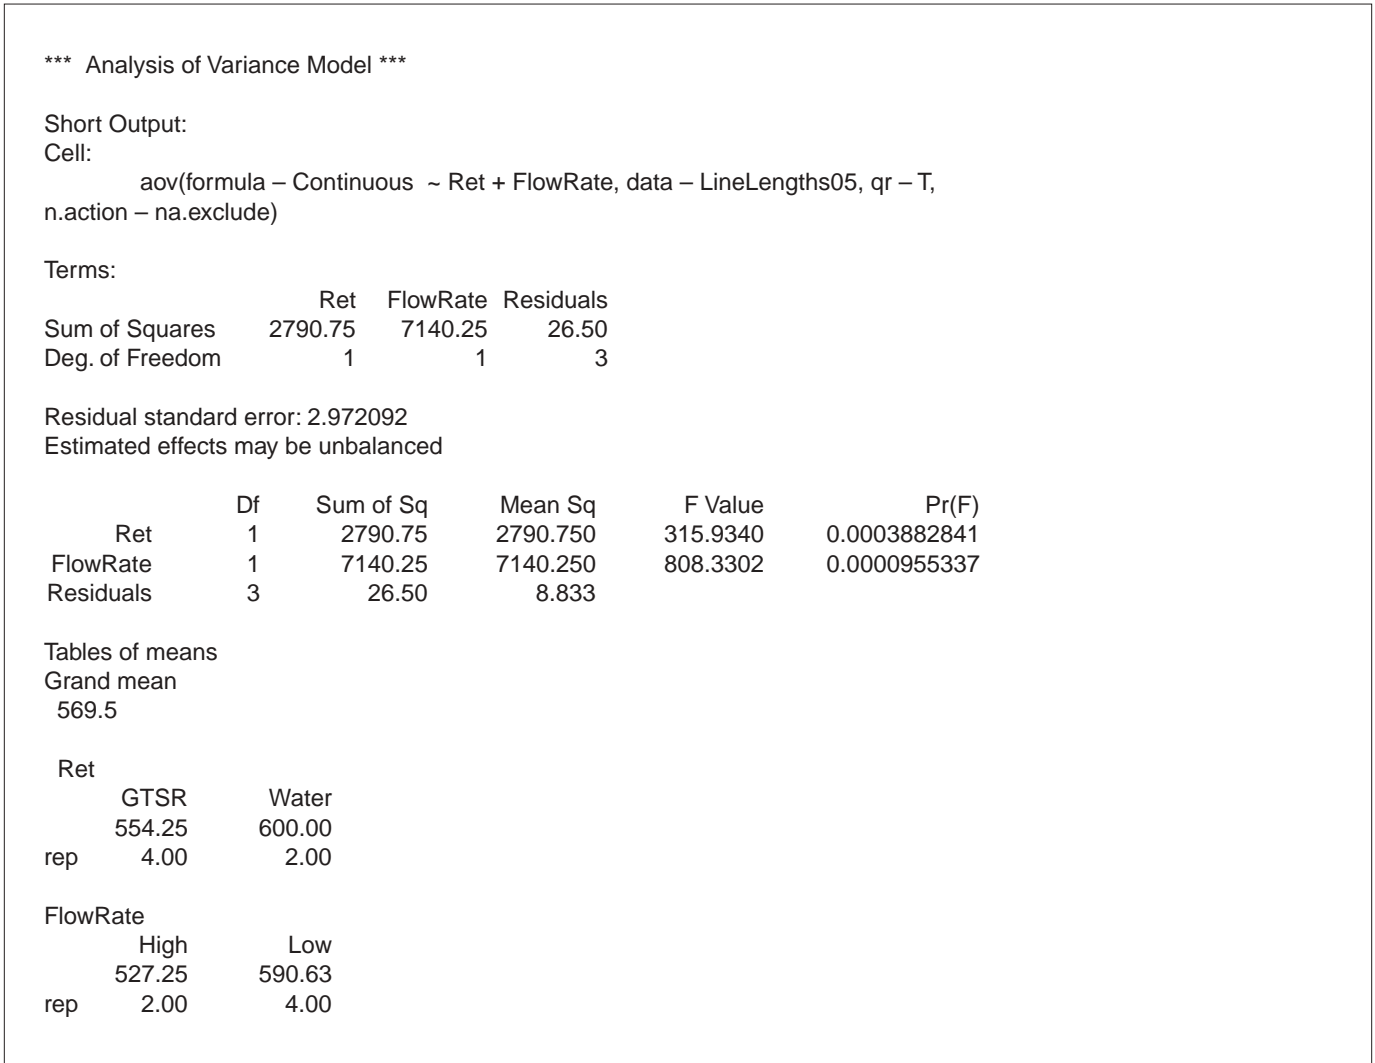 *** Analysis of Variance Model ***
Short Output:
Cell:
aov(formula – Continuous ~ Ret + FlowRate, data – LineLengths05, qr – T,
n.action – na.exclude)
Terms:
Ret FlowRate Residuals
Sum of Squares 2790.75 7140.25 26.50
Deg. of Freedom 1 1 3
Residual standard error: 2.972092
Estimated effects may be unbalanced
Df Sum of Sq Mean Sq F Value Pr(F)
Ret 1 2790.75 2790.750 315.9340 0.0003882841
FlowRate 1 7140.25 7140.250 808.3302 0.0000955337
Residuals 3 26.50 8.833
Tables of means
Grand mean
569.5
Ret
GTSR Water
554.25 600.00
rep 4.00 2.00
FlowRate
High Low
527.25 590.63
rep 2.00 4.00